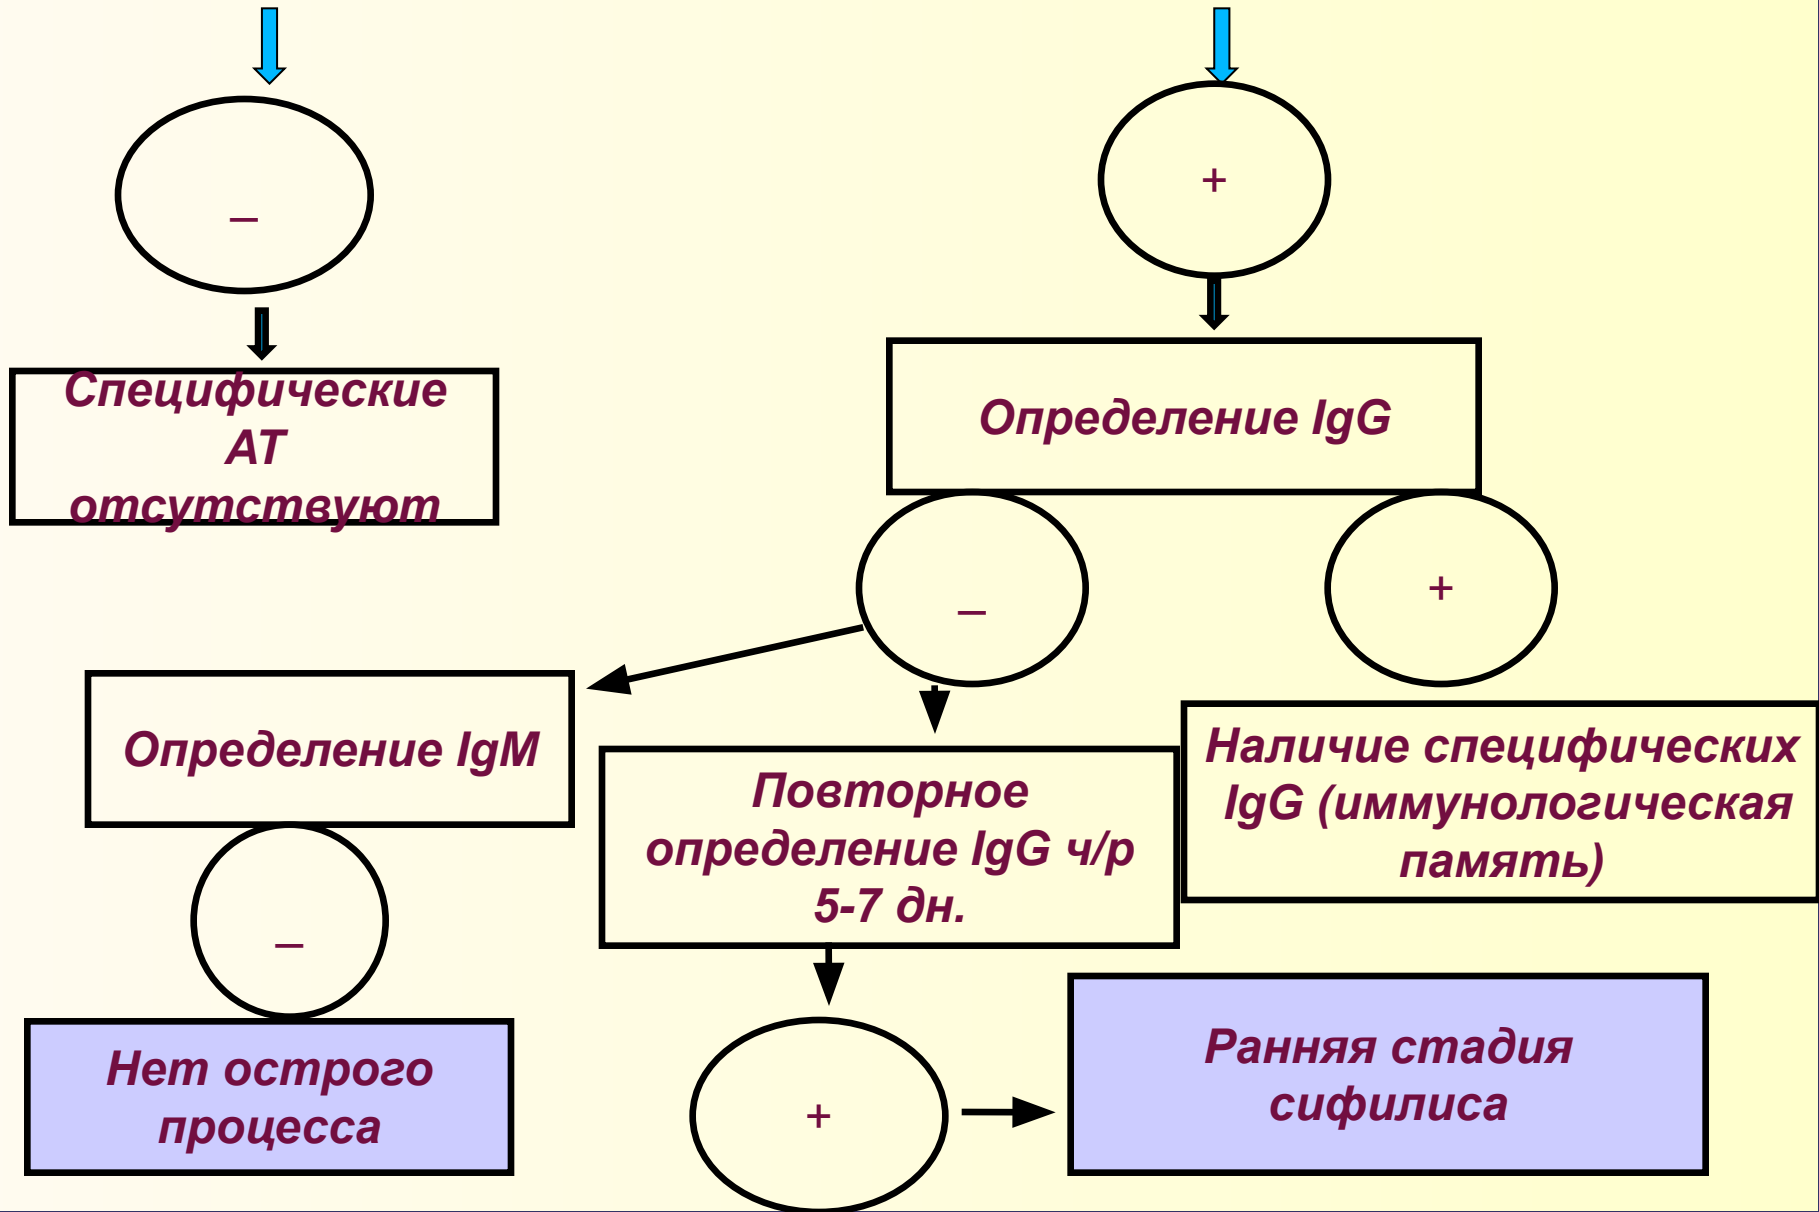 _
+
Специфические
АТ
отсутствуют
Определение IgG
_
+
Определение IgM
Повторное
определение IgG ч/р
5-7 дн.
Наличие специфических
IgG (иммунологическая
память)
_
Нет острого
процесса
+
Ранняя стадия
сифилиса